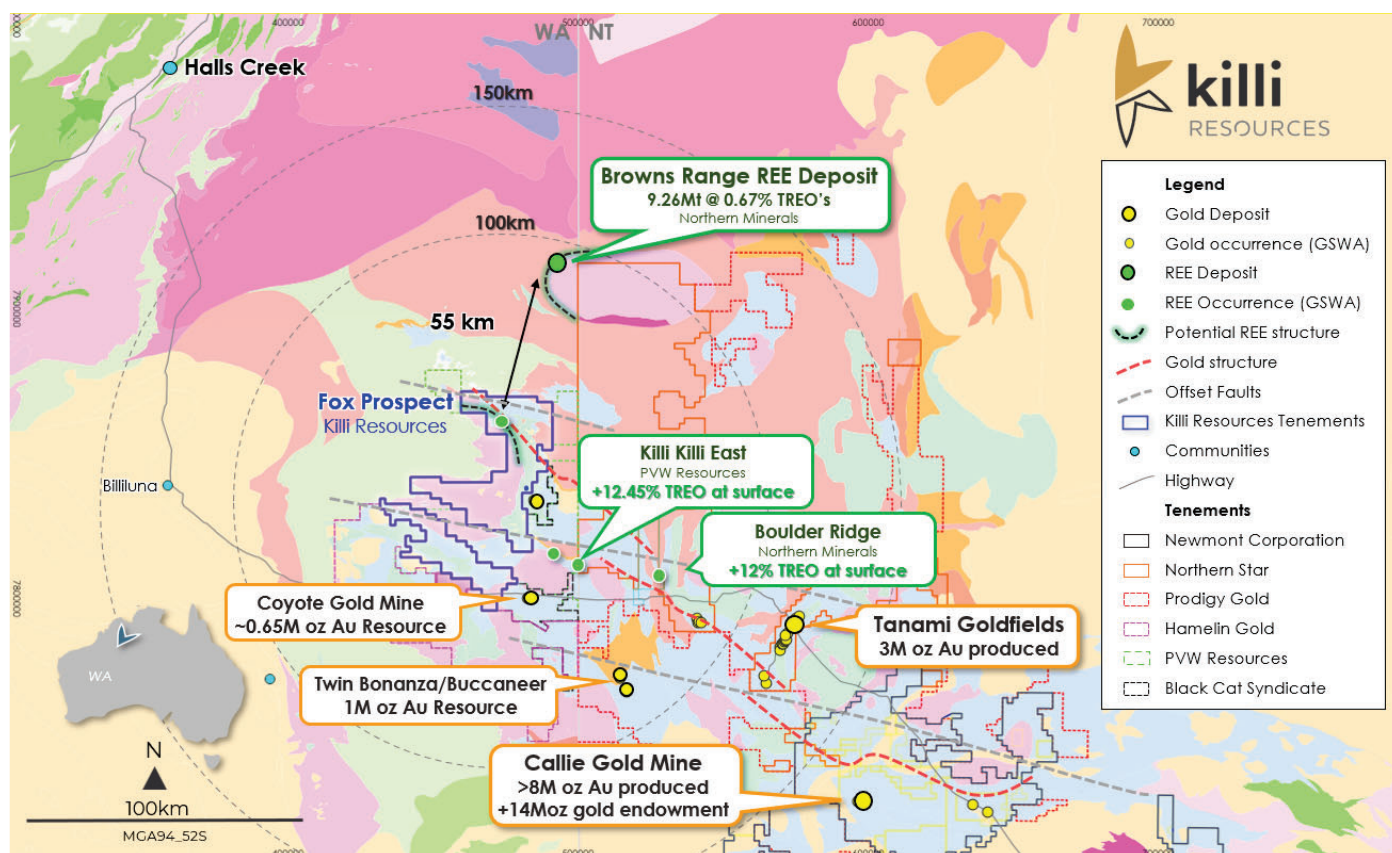 400000
500000
600000
700000
WA NT
Halls Creek
150km
killi
RESOURCES
Browns Range REE Deposit
9.26Mt @ 0.67% TREO's
Northern Minerals
100km
7900000
55 km
Fox Prospect
Killi Resources
Killi Killi East
PVW Resources
+12.45% TREO at surface
Billiluna
Boulder Ridge
Northern Minerals
+12% TREO at surface
7800000
Coyote Gold Mine
~0.65M oz Au Resource
Tanami Goldfields
3M oz Au produced
Twin Bonanza/Buccaneer
1M oz Au Resource
Callie Gold Mine
>8M oz Au produced
+14Moz gold endowment
WA
N
100km
MGA94_52S
400000
500000
600000
700000
Legend
Gold Deposit
Gold occurrence (GSWA)
REE Deposit
REE Occurrence (GSWA)
Potential REE structure
Gold structure
Offset Faults
Killi Resources Tenements
Communities
Highway
Tenements
Newmont Corporation
Northern Star
Prodigy Gold
Hamelin Gold
PVW Resources
Black Cat Syndicate